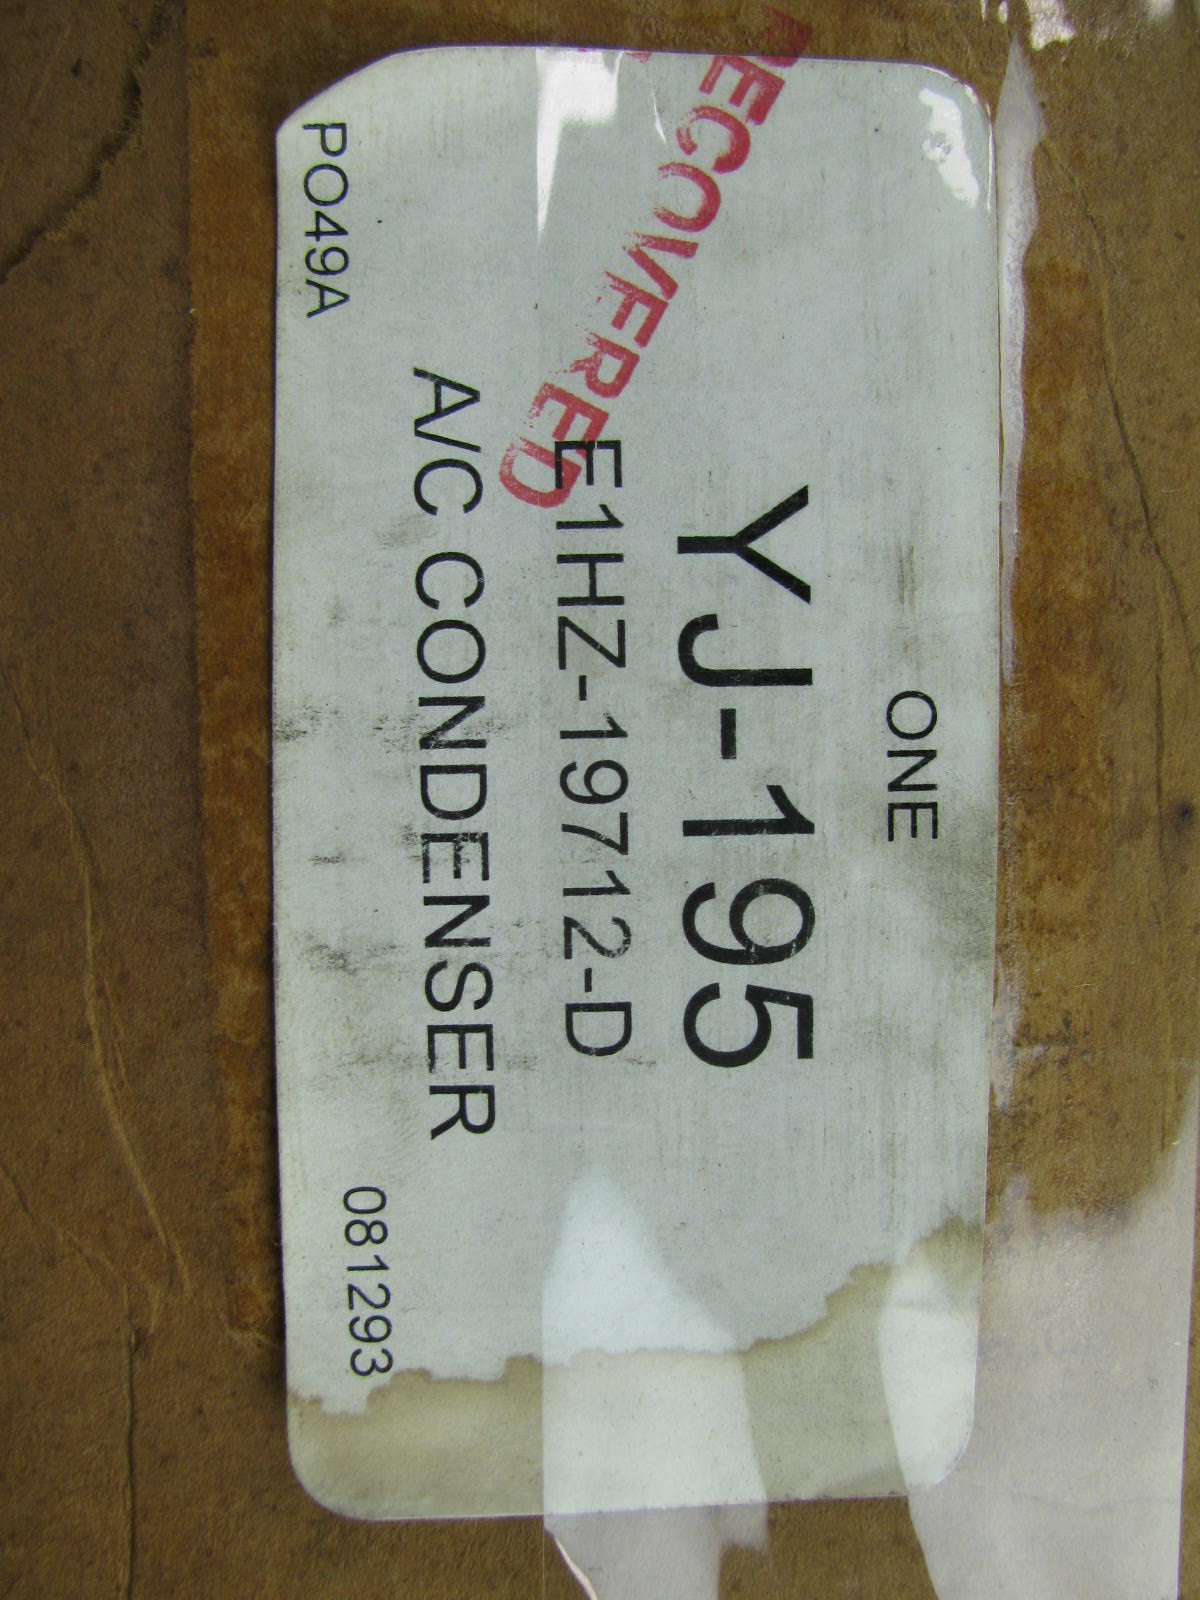 ONE
YJ-195
E1HZ-19712-D
A/C CONDENSER
PO49A
081293
RECOVERED